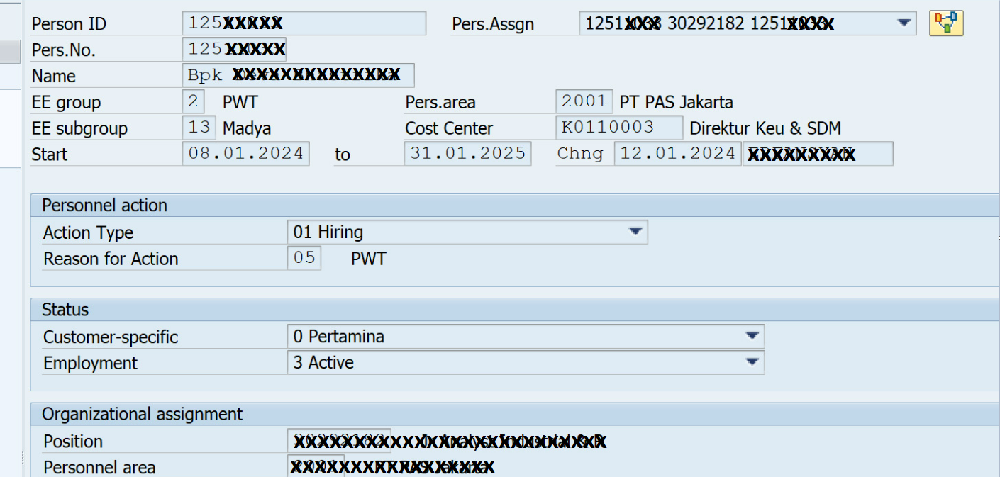 Person ID 125XXXXX Pers.Assgn 1251XXX 30292182 1251XXXX
Pers.No. 125XXXXX
Name Bpk XXXXXXXXXXXXXX
EE group 2 PWT Pers.area 2001 PT PAS Jakarta
EE subgroup 13 Madya Cost Center K0110003 Direktur Keu & SDM
Start 08.01.2024 to 31.01.2025 Chng 12.01.2024 XXXXXXXXX
Personnel action
Action Type 01 Hiring
Reason for Action 05 PWT
Status
Customer-specific 0 Pertamina
Employment 3 Active
Organizational assignment
Position
Personnel area